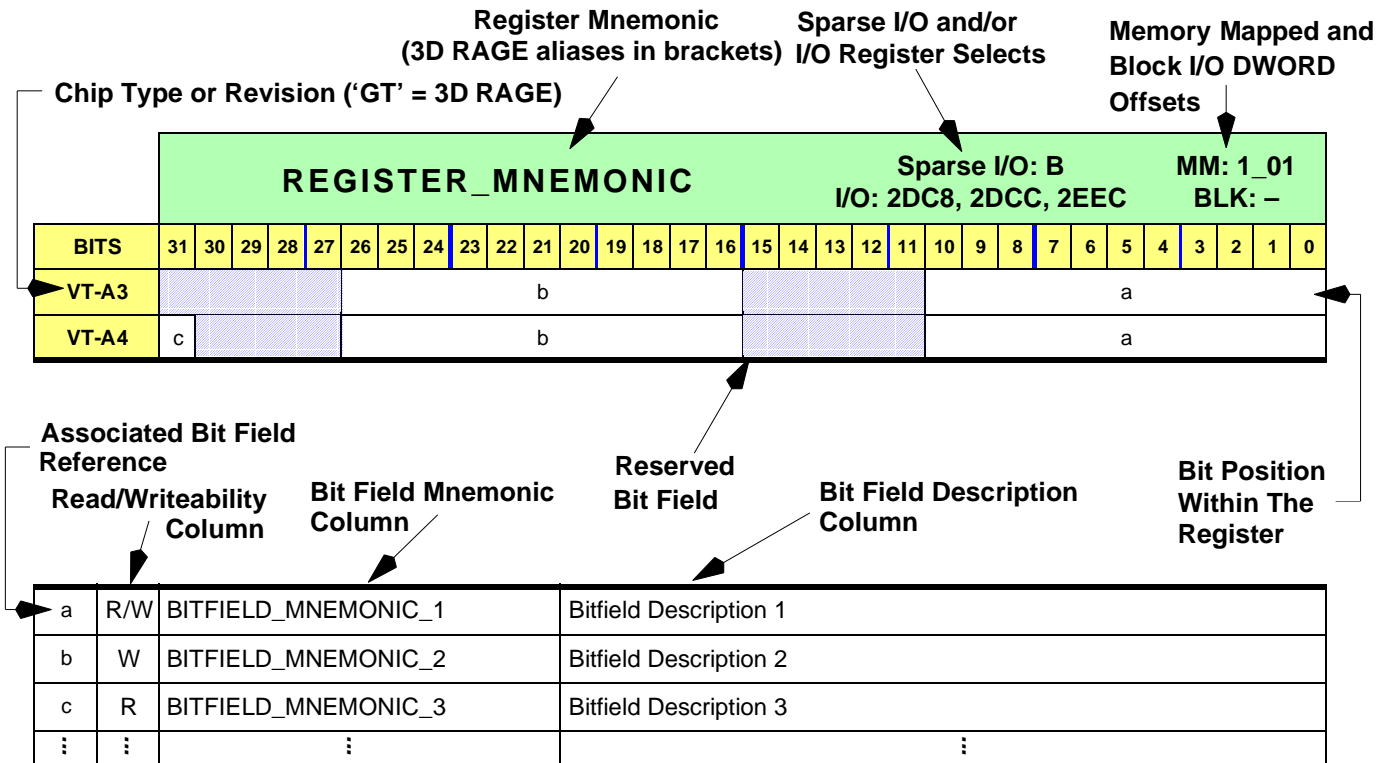 Register Mnemonic
(3D RAGE aliases in brackets)
Sparse I/O and/or
I/O Register Selects
Memory Mapped and
Block I/O DWORD
Offsets
Chip Type or Revision ('GT' = 3D RAGE)
REGISTER_MNEMONIC
Sparse I/O: B
I/O: 2DC8, 2DCC, 2EEC
MM: 1_01
BLK: –
BITS 31 30 29 28 27 26 25 24 23 22 21 20 19 18 17 16 15 14 13 12 11 10 9 8 7 6 5 4 3 2 1 0
VT-A3 b a
VT-A4 c b a
Associated Bit Field
Reference
Read/Writeability
Column
Bit Field Mnemonic
Column
Reserved
Bit Field
Bit Field Description
Column
Bit Position
Within The
Register
a R/W BITFIELD_MNEMONIC_1 Bitfield Description 1
b W BITFIELD_MNEMONIC_2 Bitfield Description 2
c R BITFIELD_MNEMONIC_3 Bitfield Description 3
⋮ ⋮ ⋮ ⋮